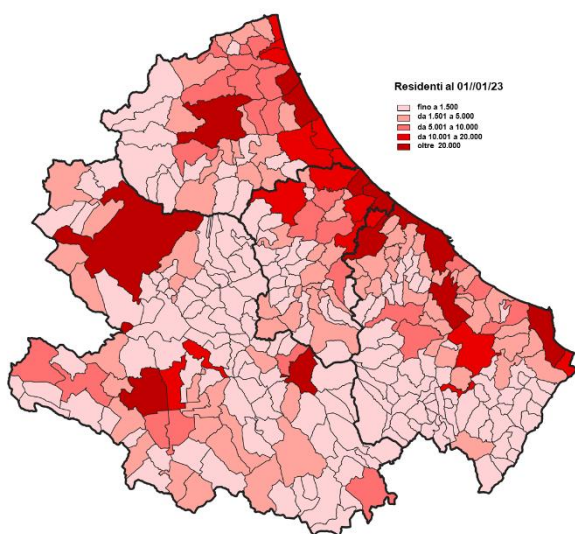 Residenti al 01//01/23
fino a 1.500
da 1.501 a 5.000
da 5.001 a 10.000
da 10.001 a 20.000
oltre 20.000